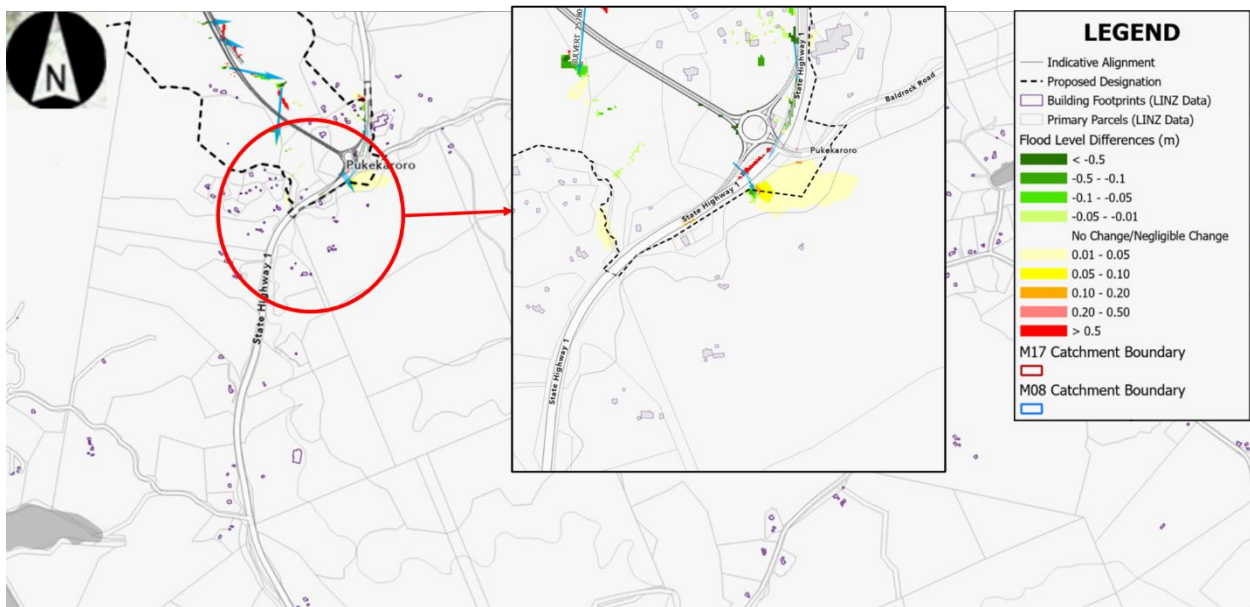 N
Pukekaroro
State Highway 1
CULVERT 25780
State Highway 1
Baldrock Road
Pukekaroro
State Highway 1
State Highway 1
LEGEND
Indicative Alignment
Proposed Designation
Building Footprints (LINZ Data)
Primary Parcels (LINZ Data)
Flood Level Differences (m)
< -0.5
-0.5 - -0.1
-0.1 - -0.05
-0.05 - -0.01
No Change/Negligible Change
0.01 - 0.05
0.05 - 0.10
0.10 - 0.20
0.20 - 0.50
> 0.5
M17 Catchment Boundary
M08 Catchment Boundary